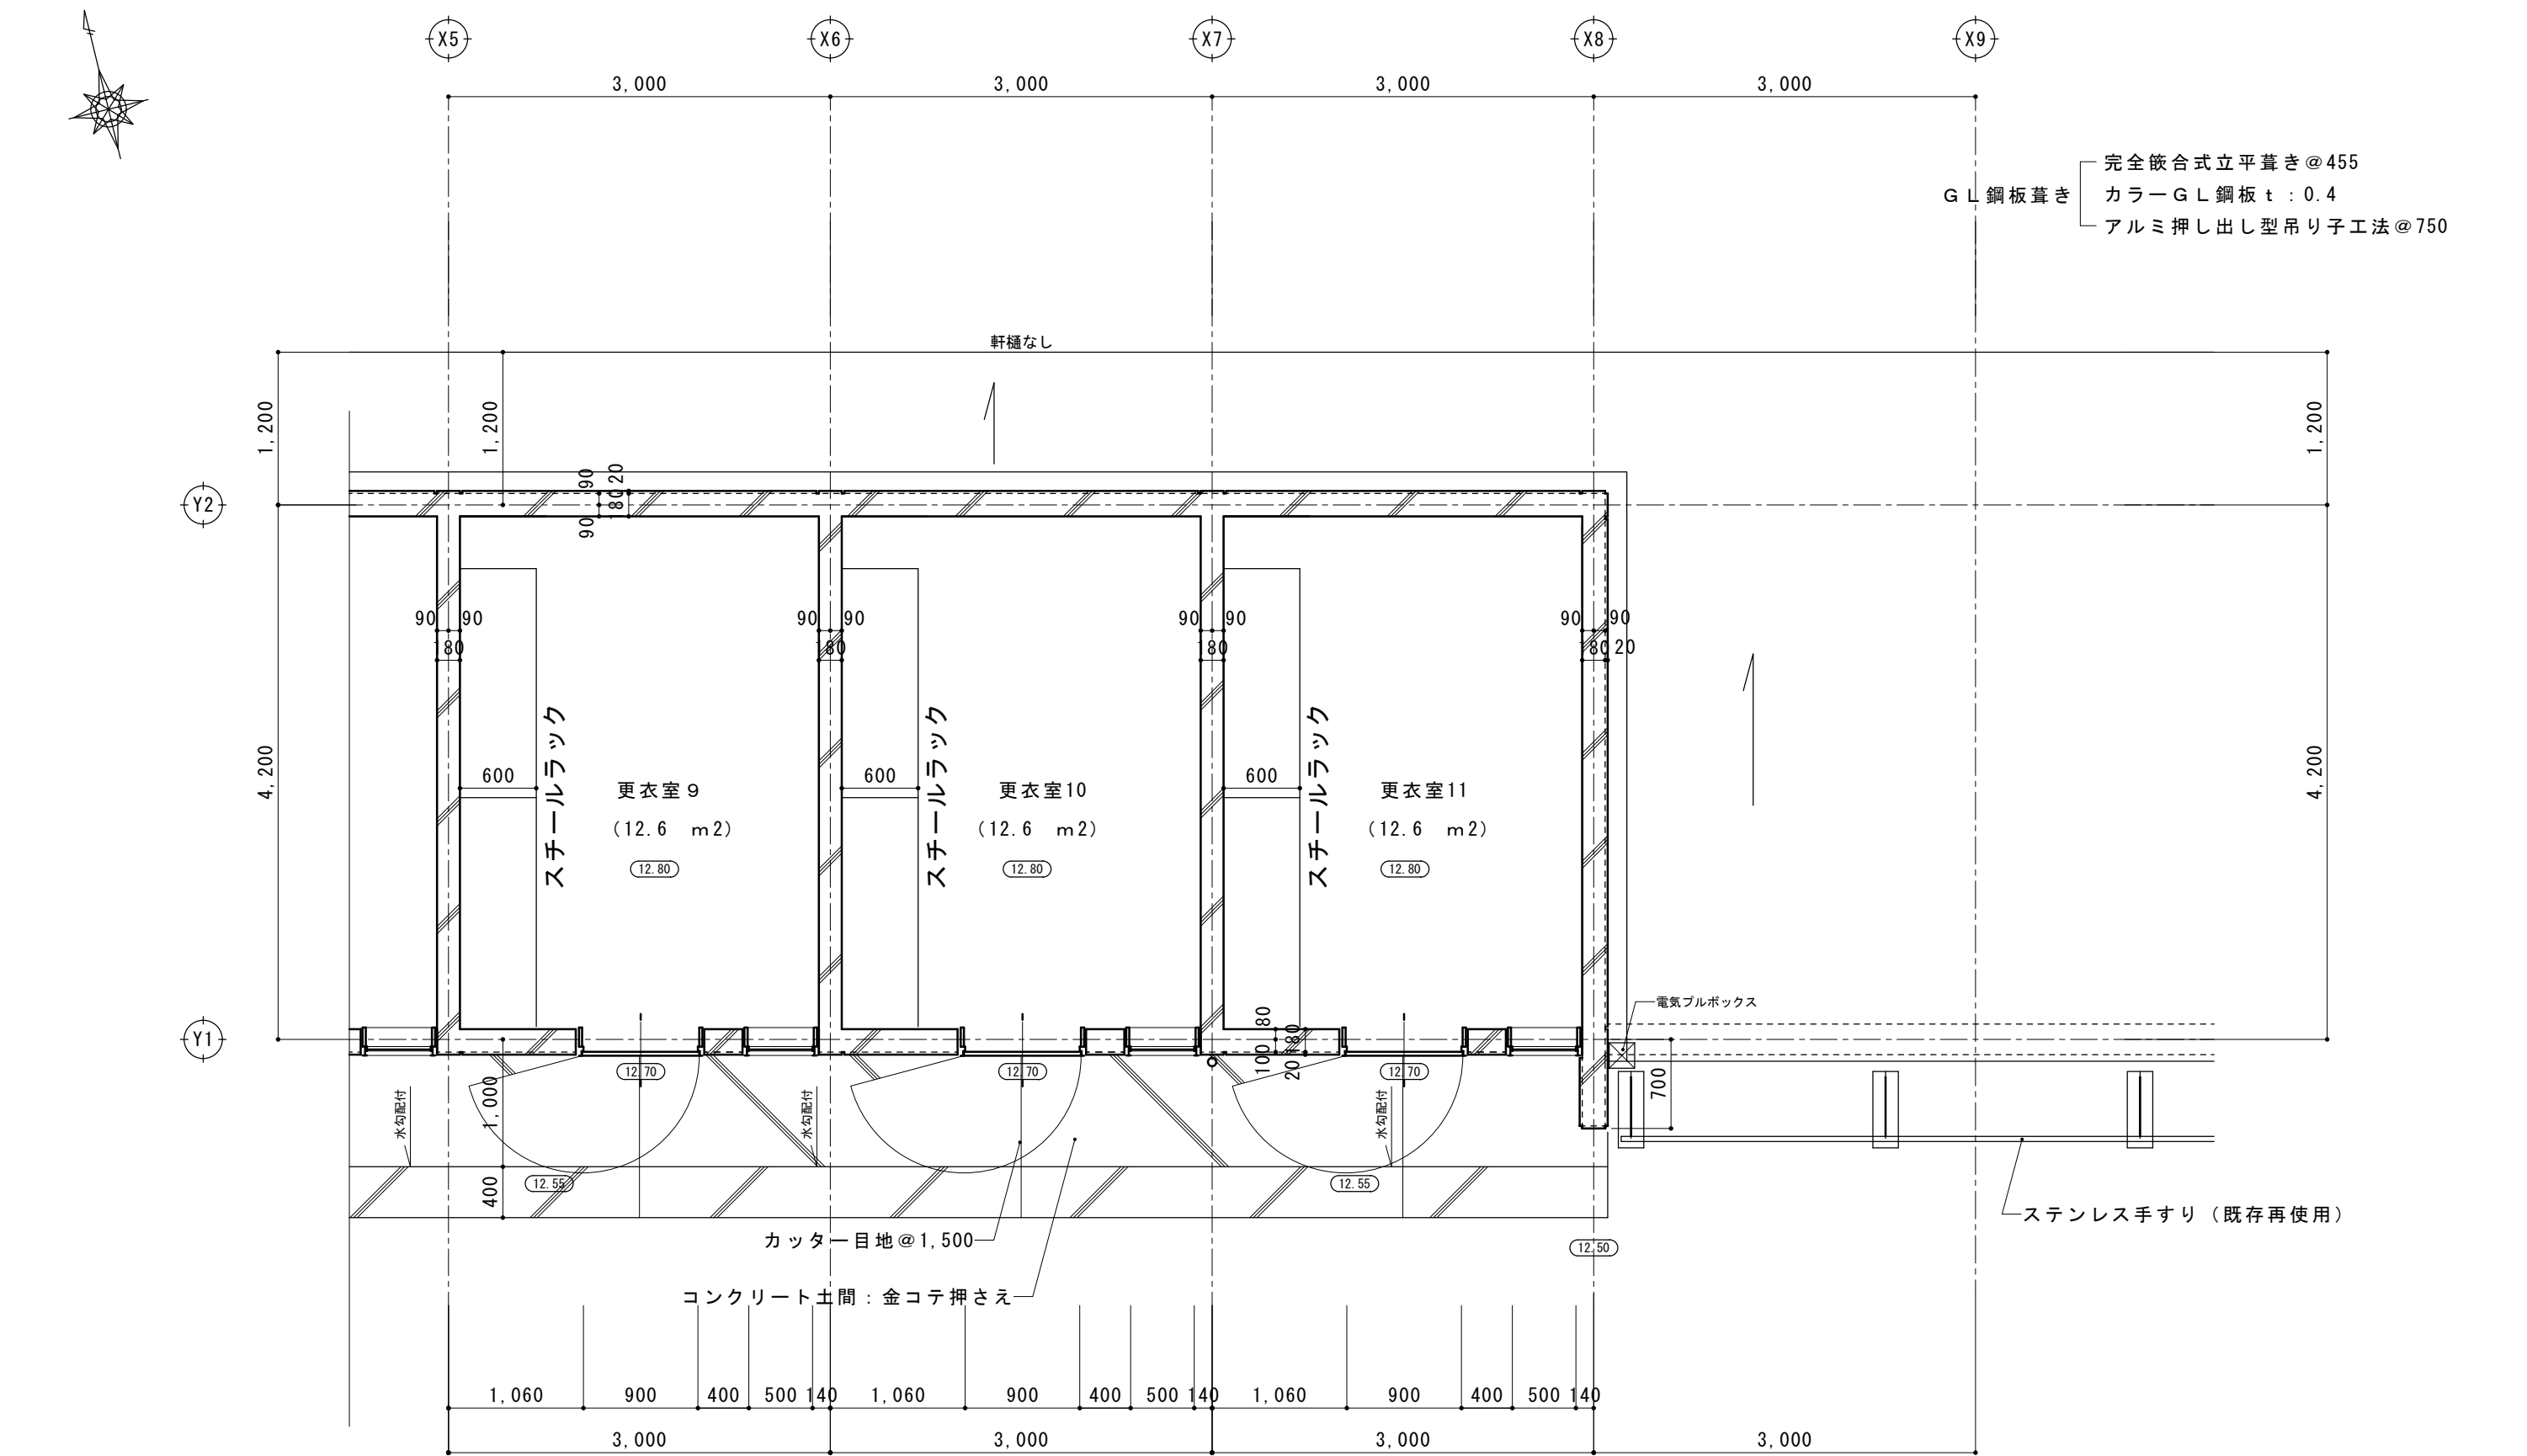 X5 X6 X7 X8 X9
3,000 3,000 3,000 3,000
完全篏合式立平葺き@455
GL鋼板葺き カラーGL鋼板t:0.4
アルミ押し出し型吊り子工法@750
軒樋なし
1,200 1,200 1,200
90 20
Y2
180
90
90 90 90 90 90 90 90 90
180 180 180 180 20
スチールラック スチールラック スチールラック
4,200 4,200
600 600 600
更衣室9 更衣室10 更衣室11
(12.6 m2) (12.6 m2) (12.6 m2)
12.80 12.80 12.80
電気プルボックス
80
Y1
180
100 20
12.70 12.70 12.70
700
1,000
水勾配付 水勾配付 水勾配付
400
12.55 12.55
ステンレス手すり(既存再使用)
カッター目地@1,500
12.50
コンクリート土間:金コテ押さえ
1,060 900 400 500 140 1,060 900 400 500 140 1,060 900 400 500 140
3,000 3,000 3,000 3,000